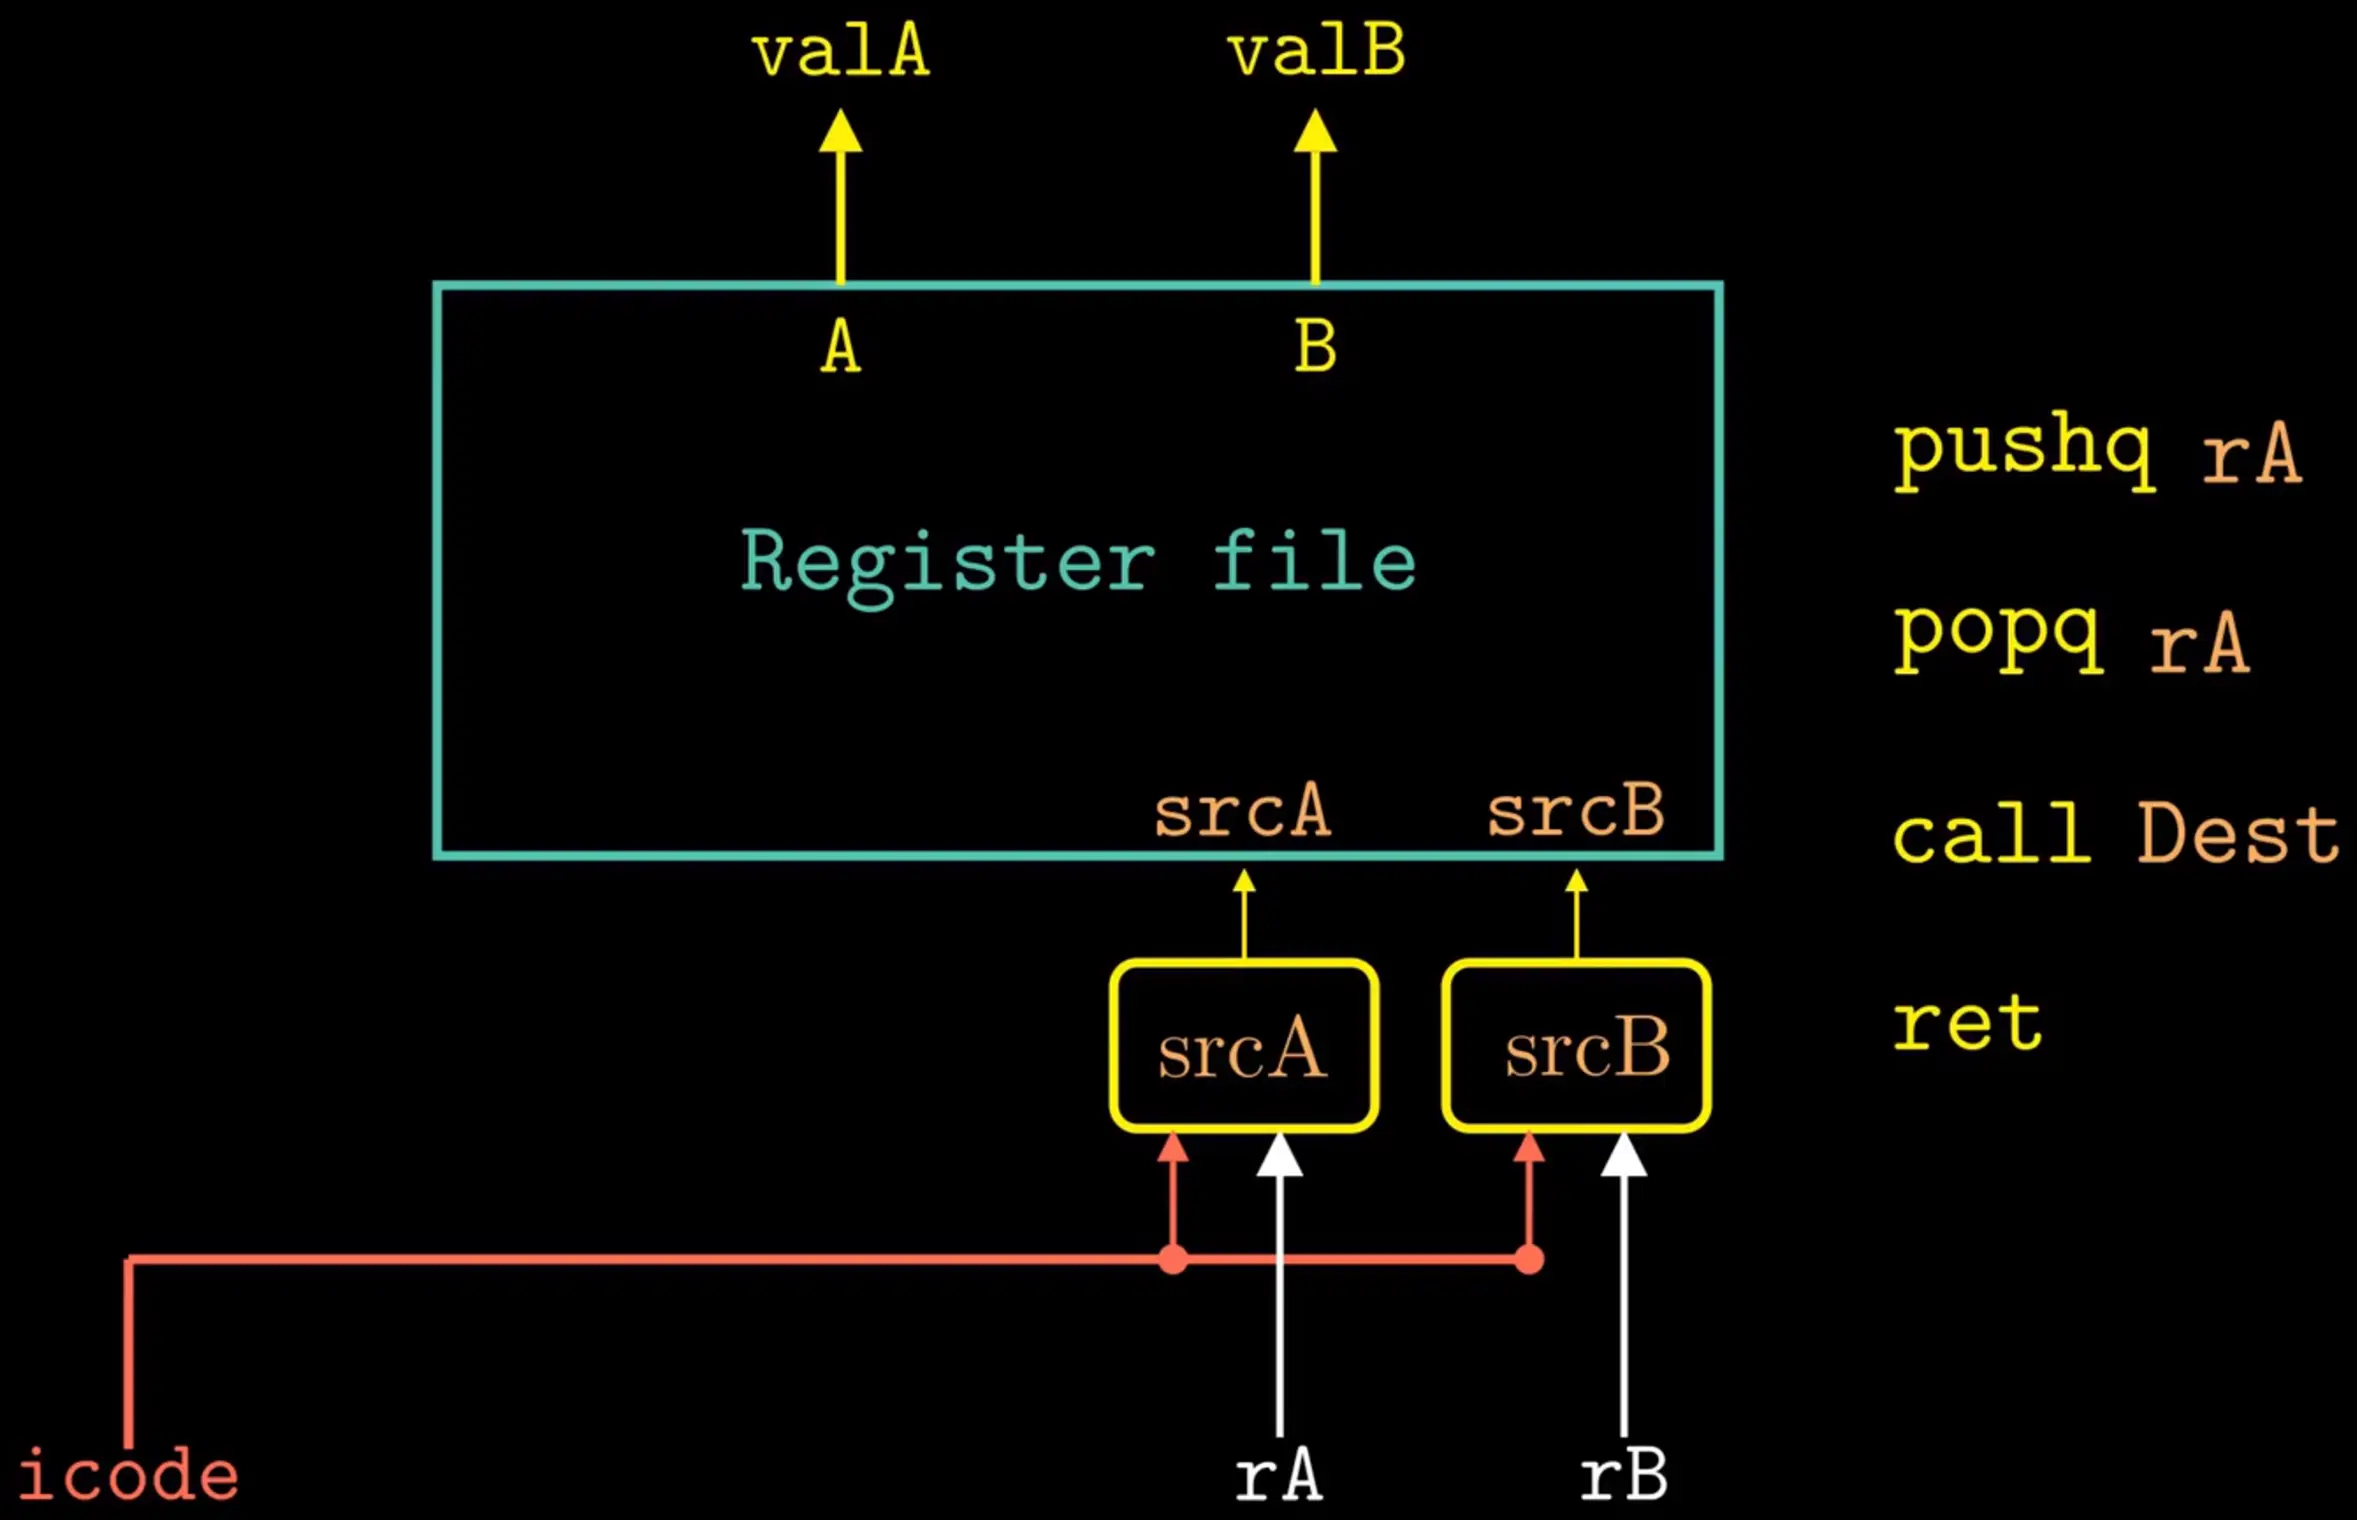 valA valB
A B
Register file
srcA srcB
srcA srcB
icode rA rB
pushq rA
popq rA
call Dest
ret